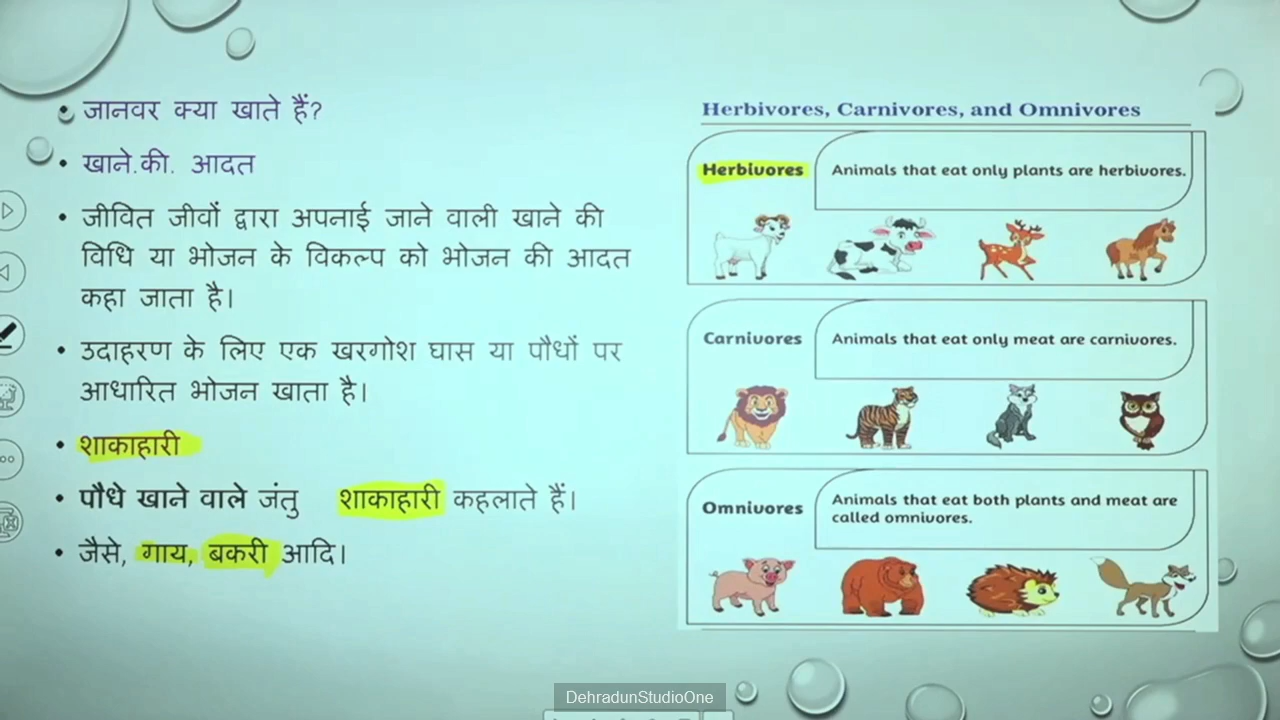 जानवर क्या खाते हैं?
खाने.की. आदत
जीवित जीवों द्वारा अपनाई जाने वाली खाने की
विधि या भोजन के विकल्प को भोजन की आदत
कहा जाता है।
उदाहरण के लिए एक खरगोश घास या पौधों पर
आधारित भोजन खाता है।
शाकाहारी
पौधे खाने वाले जंतु शाकाहारी कहलाते हैं।
जैसे, गाय, बकरी आदि।
Herbivores, Carnivores, and Omnivores
Herbivores
Animals that eat only plants are herbivores.
Carnivores
Animals that eat only meat are carnivores.
Omnivores
Animals that eat both plants and meat are
called omnivores.
DehradunStudioOne